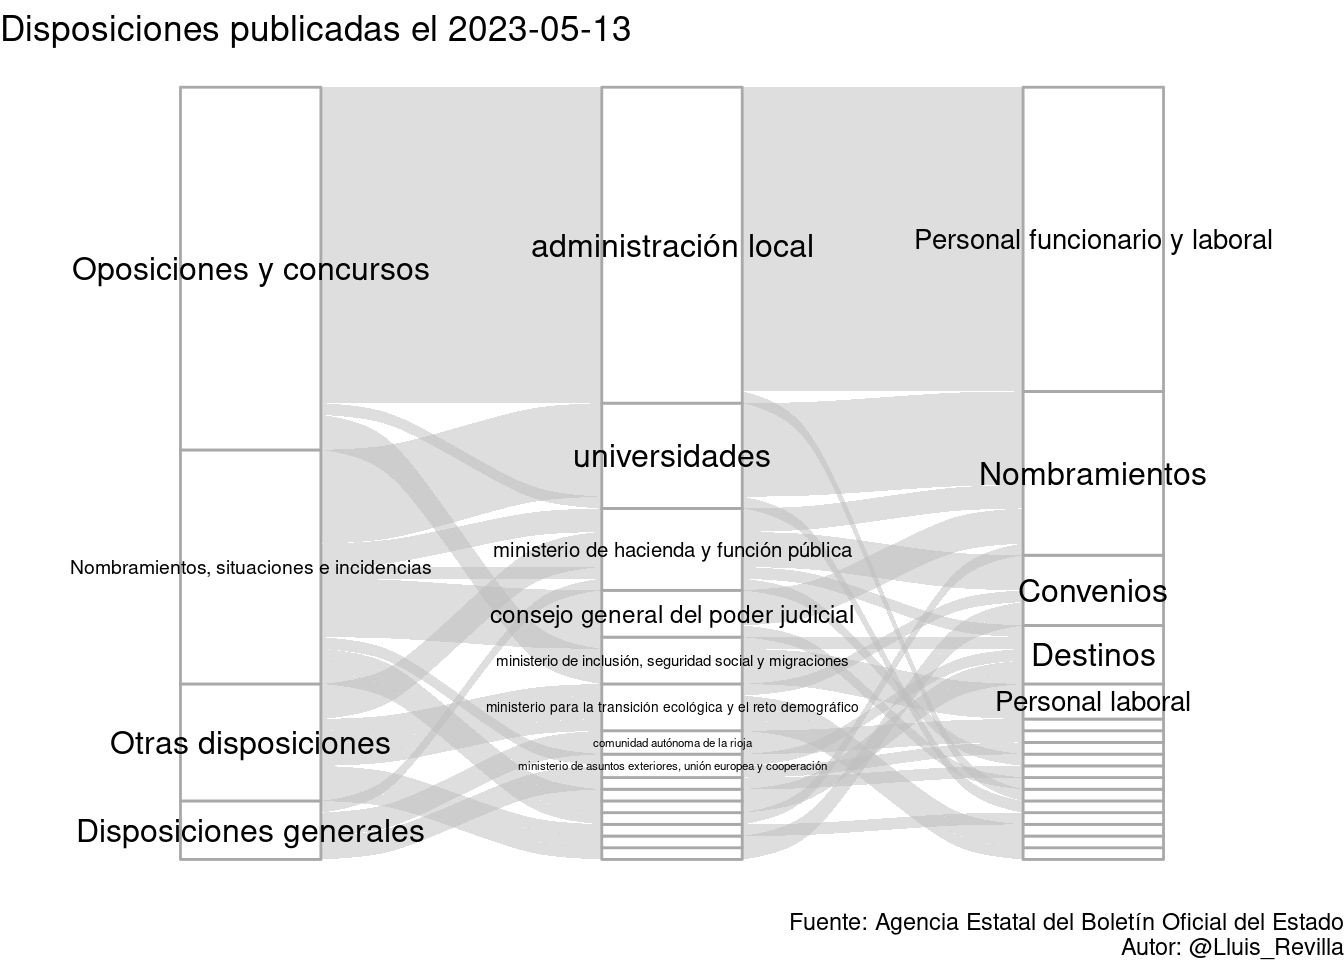 Disposiciones publicadas el 2023-05-13
Oposiciones y concursos
Nombramientos, situaciones e incidencias
Otras disposiciones
Disposiciones generales
administración local
universidades
ministerio de hacienda y función pública
consejo general del poder judicial
ministerio de inclusión, seguridad social y migraciones
ministerio para la transición ecológica y el reto demográfico
comunidad autónoma de la rioja
ministerio de asuntos exteriores, unión europea y cooperación
Personal funcionario y laboral
Nombramientos
Convenios
Destinos
Personal laboral
Fuente: Agencia Estatal del Boletín Oficial del Estado
Autor: @Lluis_Revilla